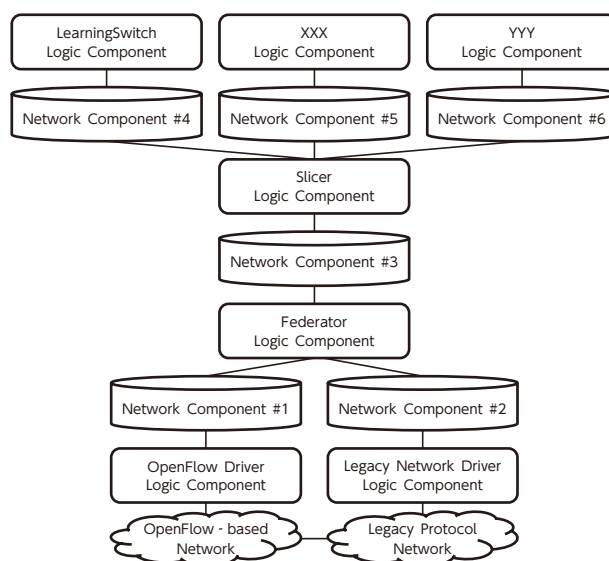 LearningSwitch
Logic Component
XXX
Logic Component
YYY
Logic Component
Network Component #4
Network Component #5
Network Component #6
Slicer
Logic Component
Network Component #3
Federator
Logic Component
Network Component #1
Network Component #2
OpenFlow Driver
Logic Component
Legacy Network Driver
Logic Component
OpenFlow - based
Network
Legacy Protocol
Network